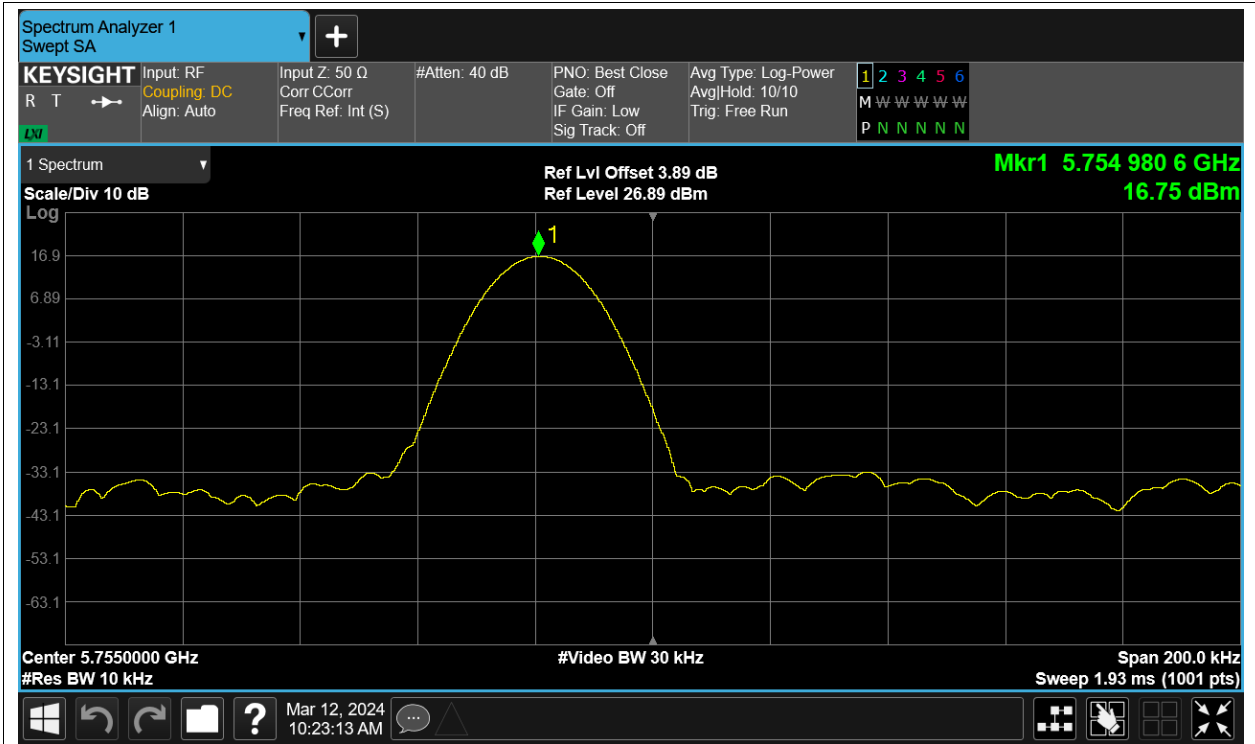 Spectrum Analyzer 1
Swept SA
KEYSIGHT
R T
LXI
Input: RF
Coupling: DC
Align: Auto
Input Z: 50 Ω
Corr CCorr
Freq Ref: Int (S)
#Atten: 40 dB
PNO: Best Close
Gate: Off
IF Gain: Low
Sig Track: Off
Avg Type: Log-Power
Avg|Hold: 10/10
Trig: Free Run
1 2 3 4 5 6
M W W W W W
P N N N N N
1 Spectrum
Scale/Div 10 dB
Log
Ref Lvl Offset 3.89 dB
Ref Level 26.89 dBm
Mkr1 5.754 980 6 GHz
16.75 dBm
1
16.9
6.89
-3.11
-13.1
-23.1
-33.1
-43.1
-53.1
-63.1
Center 5.7550000 GHz
#Video BW 30 kHz
Span 200.0 kHz
#Res BW 10 kHz
Sweep 1.93 ms (1001 pts)
?
Mar 12, 2024
10:23:13 AM